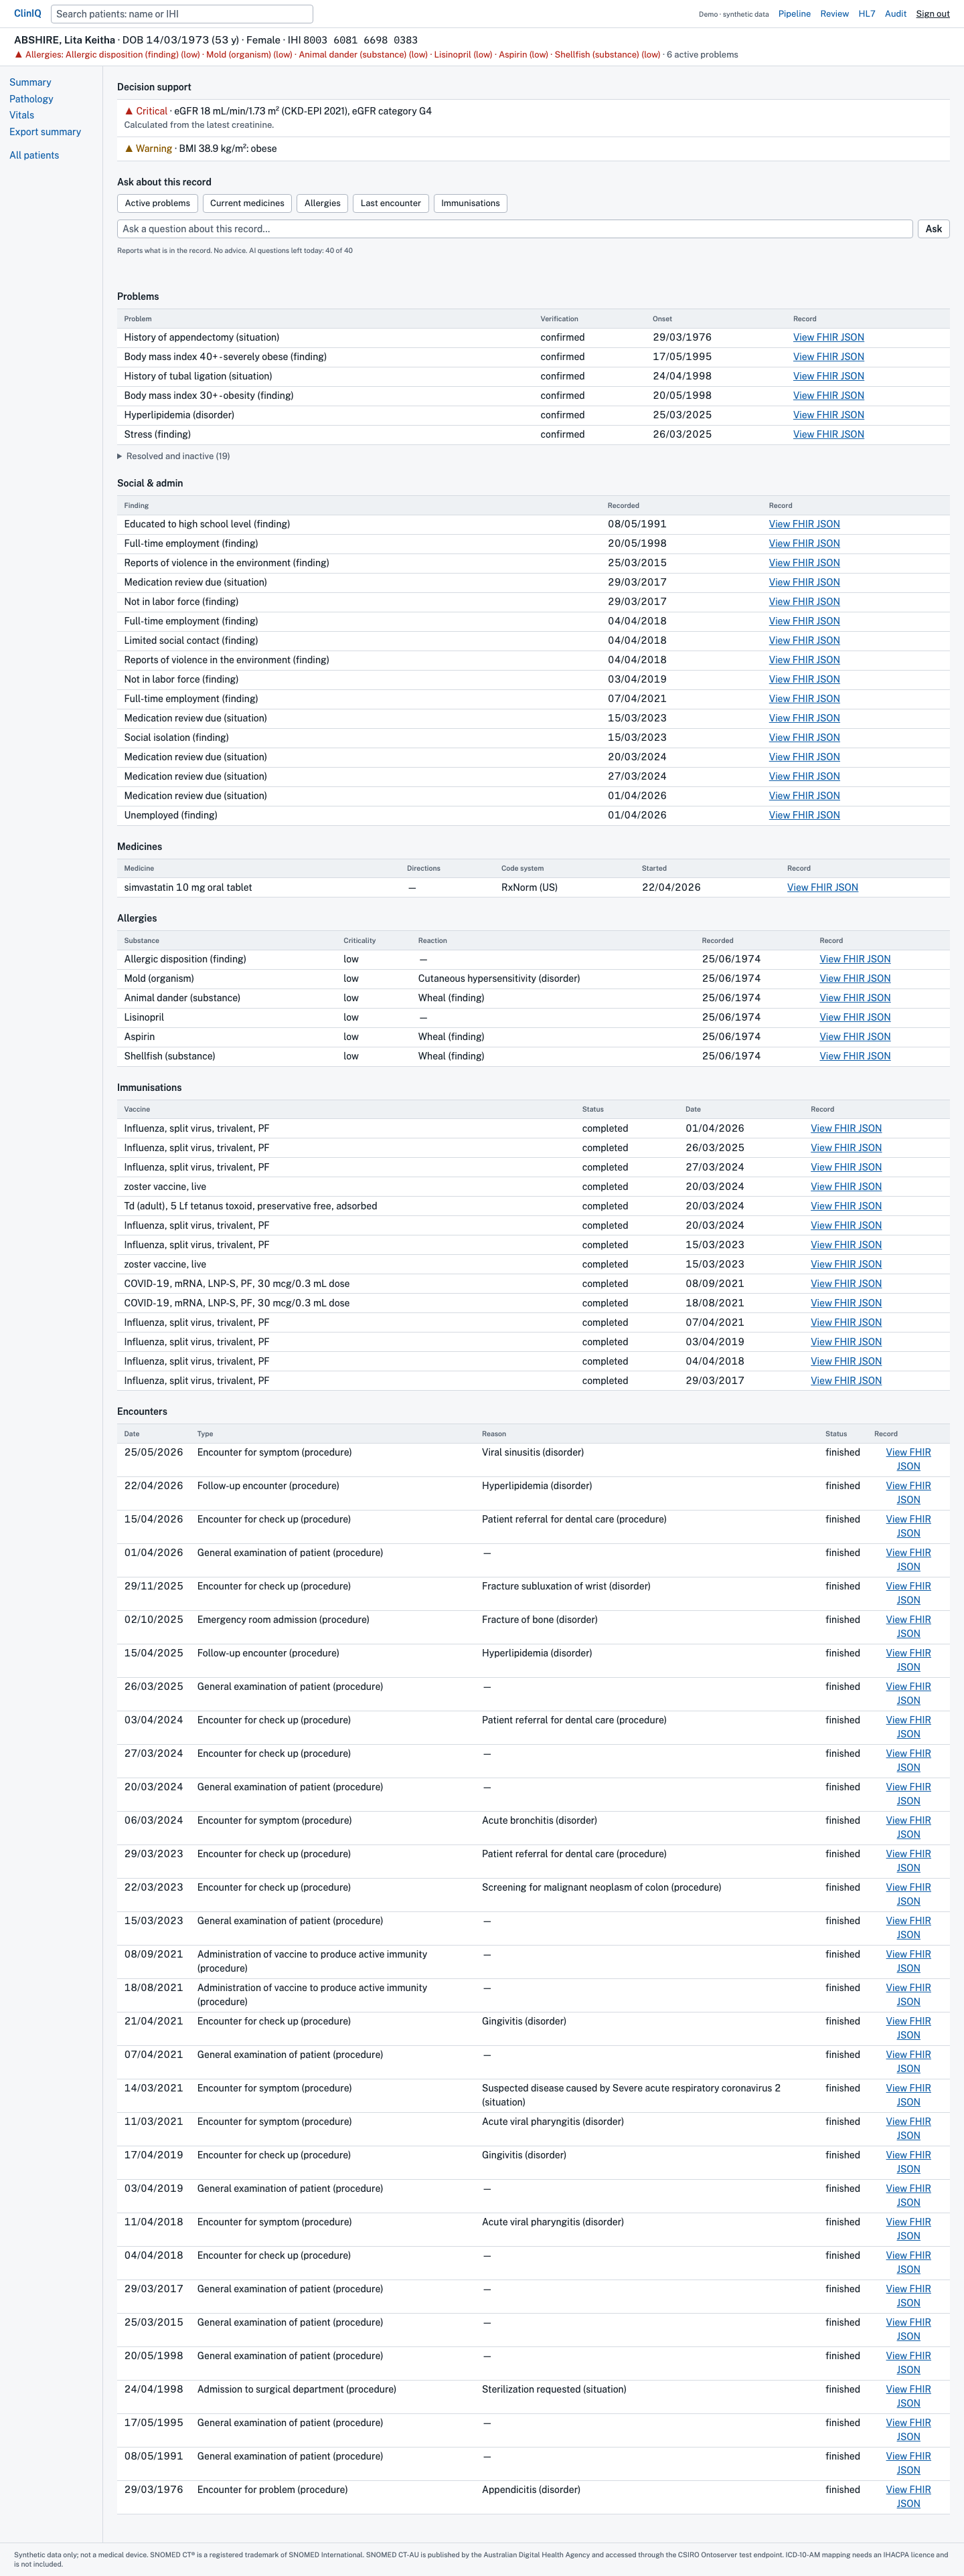 ClinIQ
Search patients: name or IHI
Demo · synthetic data Pipeline Review HL7 Audit Sign out
ABSHIRE, Lita Keitha · DOB 14/03/1973 (53 y) · Female · IHI 8003 6081 6698 0383
▲ Allergies: Allergic disposition (finding) (low) · Mold (organism) (low) · Animal dander (substance) (low) · Lisinopril (low) · Aspirin (low) · Shellfish (substance) (low) · 6 active problems
Summary
Pathology
Vitals
Export summary
All patients
Decision support
▲ Critical · eGFR 18 mL/min/1.73 m² (CKD-EPI 2021), eGFR category G4
Calculated from the latest creatinine.
▲ Warning · BMI 38.9 kg/m²: obese
Ask about this record
Active problems Current medicines Allergies Last encounter Immunisations
Ask a question about this record... Ask
Reports what is in the record. No advice. AI questions left today: 40 of 40
Problems
Problem Verification Onset Record
History of appendectomy (situation) confirmed 29/03/1976 View FHIR JSON
Body mass index 40+ - severely obese (finding) confirmed 17/05/1995 View FHIR JSON
History of tubal ligation (situation) confirmed 24/04/1998 View FHIR JSON
Body mass index 30+ - obesity (finding) confirmed 20/05/1998 View FHIR JSON
Hyperlipidemia (disorder) confirmed 25/03/2025 View FHIR JSON
Stress (finding) confirmed 26/03/2025 View FHIR JSON
▶ Resolved and inactive (19)
Social & admin
Finding Recorded Record
Educated to high school level (finding) 08/05/1991 View FHIR JSON
Full-time employment (finding) 20/05/1998 View FHIR JSON
Reports of violence in the environment (finding) 25/03/2015 View FHIR JSON
Medication review due (situation) 29/03/2017 View FHIR JSON
Not in labor force (finding) 29/03/2017 View FHIR JSON
Full-time employment (finding) 04/04/2018 View FHIR JSON
Limited social contact (finding) 04/04/2018 View FHIR JSON
Reports of violence in the environment (finding) 04/04/2018 View FHIR JSON
Not in labor force (finding) 03/04/2019 View FHIR JSON
Full-time employment (finding) 07/04/2021 View FHIR JSON
Medication review due (situation) 15/03/2023 View FHIR JSON
Social isolation (finding) 15/03/2023 View FHIR JSON
Medication review due (situation) 20/03/2024 View FHIR JSON
Medication review due (situation) 27/03/2024 View FHIR JSON
Medication review due (situation) 01/04/2026 View FHIR JSON
Unemployed (finding) 01/04/2026 View FHIR JSON
Medicines
Medicine Directions Code system Started Record
simvastatin 10 mg oral tablet — RxNorm (US) 22/04/2026 View FHIR JSON
Allergies
Substance Criticality Reaction Recorded Record
Allergic disposition (finding) low — 25/06/1974 View FHIR JSON
Mold (organism) low Cutaneous hypersensitivity (disorder) 25/06/1974 View FHIR JSON
Animal dander (substance) low Wheal (finding) 25/06/1974 View FHIR JSON
Lisinopril low — 25/06/1974 View FHIR JSON
Aspirin low Wheal (finding) 25/06/1974 View FHIR JSON
Shellfish (substance) low Wheal (finding) 25/06/1974 View FHIR JSON
Immunisations
Vaccine Status Date Record
Influenza, split virus, trivalent, PF completed 01/04/2026 View FHIR JSON
Influenza, split virus, trivalent, PF completed 26/03/2025 View FHIR JSON
Influenza, split virus, trivalent, PF completed 27/03/2024 View FHIR JSON
zoster vaccine, live completed 20/03/2024 View FHIR JSON
Td (adult), 5 Lf tetanus toxoid, preservative free, adsorbed completed 20/03/2024 View FHIR JSON
Influenza, split virus, trivalent, PF completed 20/03/2024 View FHIR JSON
Influenza, split virus, trivalent, PF completed 15/03/2023 View FHIR JSON
zoster vaccine, live completed 15/03/2023 View FHIR JSON
COVID-19, mRNA, LNP-S, PF, 30 mcg/0.3 mL dose completed 08/09/2021 View FHIR JSON
COVID-19, mRNA, LNP-S, PF, 30 mcg/0.3 mL dose completed 18/08/2021 View FHIR JSON
Influenza, split virus, trivalent, PF completed 07/04/2021 View FHIR JSON
Influenza, split virus, trivalent, PF completed 03/04/2019 View FHIR JSON
Influenza, split virus, trivalent, PF completed 04/04/2018 View FHIR JSON
Influenza, split virus, trivalent, PF completed 29/03/2017 View FHIR JSON
Encounters
Date Type Reason Status Record
25/05/2026 Encounter for symptom (procedure) Viral sinusitis (disorder) finished View FHIR
JSON
22/04/2026 Follow-up encounter (procedure) Hyperlipidemia (disorder) finished View FHIR
JSON
15/04/2026 Encounter for check up (procedure) Patient referral for dental care (procedure) finished View FHIR
JSON
01/04/2026 General examination of patient (procedure) — finished View FHIR
JSON
29/11/2025 Encounter for check up (procedure) Fracture subluxation of wrist (disorder) finished View FHIR
JSON
02/10/2025 Emergency room admission (procedure) Fracture of bone (disorder) finished View FHIR
JSON
15/04/2025 Follow-up encounter (procedure) Hyperlipidemia (disorder) finished View FHIR
JSON
26/03/2025 General examination of patient (procedure) — finished View FHIR
JSON
03/04/2024 Encounter for check up (procedure) Patient referral for dental care (procedure) finished View FHIR
JSON
27/03/2024 Encounter for check up (procedure) — finished View FHIR
JSON
20/03/2024 General examination of patient (procedure) — finished View FHIR
JSON
06/03/2024 Encounter for symptom (procedure) Acute bronchitis (disorder) finished View FHIR
JSON
29/03/2023 Encounter for check up (procedure) Patient referral for dental care (procedure) finished View FHIR
JSON
22/03/2023 Encounter for check up (procedure) Screening for malignant neoplasm of colon (procedure) finished View FHIR
JSON
15/03/2023 General examination of patient (procedure) — finished View FHIR
JSON
08/09/2021 Administration of vaccine to produce active immunity — finished View FHIR
(procedure) JSON
18/08/2021 Administration of vaccine to produce active immunity — finished View FHIR
(procedure) JSON
21/04/2021 Encounter for check up (procedure) Gingivitis (disorder) finished View FHIR
JSON
07/04/2021 General examination of patient (procedure) — finished View FHIR
JSON
14/03/2021 Encounter for symptom (procedure) Suspected disease caused by Severe acute respiratory coronavirus 2 finished View FHIR
(situation) JSON
11/03/2021 Encounter for symptom (procedure) Acute viral pharyngitis (disorder) finished View FHIR
JSON
17/04/2019 Encounter for check up (procedure) Gingivitis (disorder) finished View FHIR
JSON
03/04/2019 General examination of patient (procedure) — finished View FHIR
JSON
11/04/2018 Encounter for symptom (procedure) Acute viral pharyngitis (disorder) finished View FHIR
JSON
04/04/2018 Encounter for check up (procedure) — finished View FHIR
JSON
29/03/2017 General examination of patient (procedure) — finished View FHIR
JSON
25/03/2015 General examination of patient (procedure) — finished View FHIR
JSON
20/05/1998 General examination of patient (procedure) — finished View FHIR
JSON
24/04/1998 Admission to surgical department (procedure) Sterilization requested (situation) finished View FHIR
JSON
17/05/1995 General examination of patient (procedure) — finished View FHIR
JSON
08/05/1991 General examination of patient (procedure) — finished View FHIR
JSON
29/03/1976 Encounter for problem (procedure) Appendicitis (disorder) finished View FHIR
JSON
Synthetic data only; not a medical device. SNOMED CT® is a registered trademark of SNOMED International. SNOMED CT-AU is published by the Australian Digital Health Agency and accessed through the CSIRO Ontoserver test endpoint. ICD-10-AM mapping needs an IHACPA licence and
is not included.